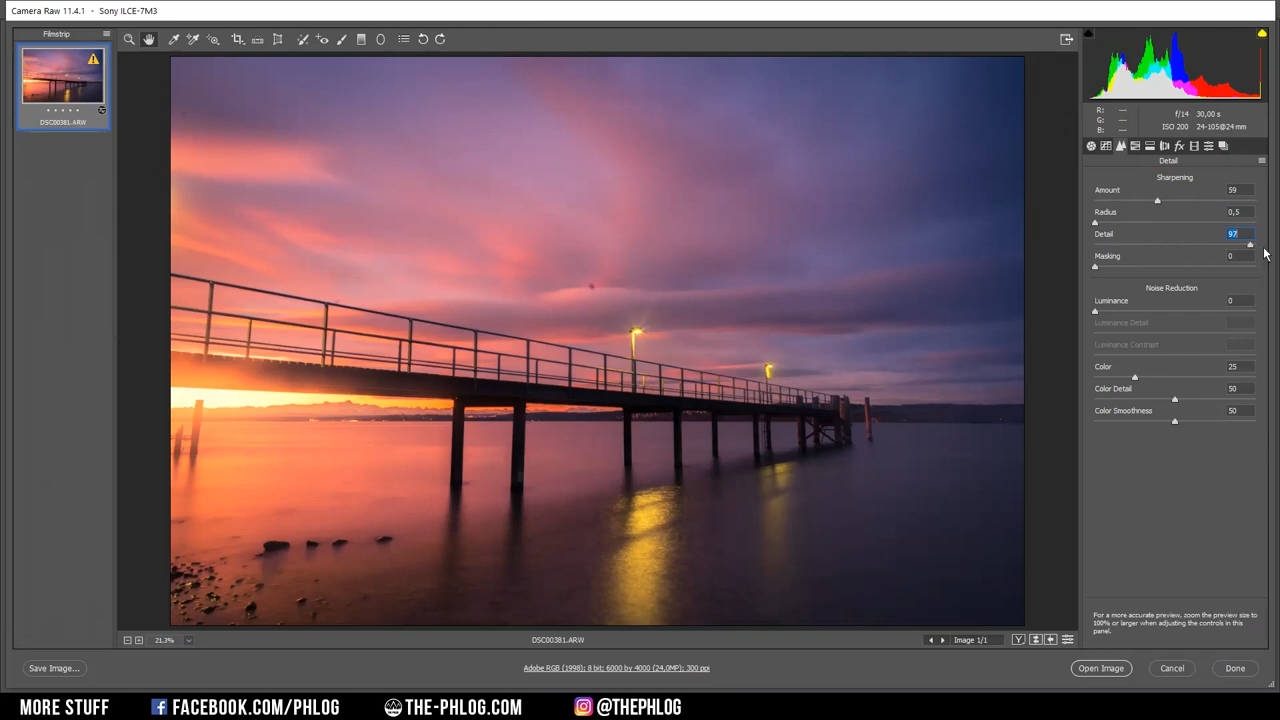 Camera Raw 11.4.1 - Sony ILCE-7M3
Filmstrip
DSC00381.ARW
R: ---
G: ---
B: ---
f/14 30,00 s
ISO 200 24-105@24 mm
Detail
Sharpening
Amount 59
Radius 0,5
Detail 97
Masking 0
Noise Reduction
Luminance 0
Luminance Detail
Luminance Contrast
Color 25
Color Detail 50
Color Smoothness 50
For a more accurate preview, zoom the preview size to
100% or larger when adjusting the controls in this
panel.
21,3% DSC00381.ARW Image 1/1 Y
Save Image... Adobe RGB (1998); 8 bit; 6000 by 4000 (24,0MP); 300 ppi Open Image Cancel Done
MORE STUFF FACEBOOK.COM/PHLOG THE-PHLOG.COM @THEPHLOG